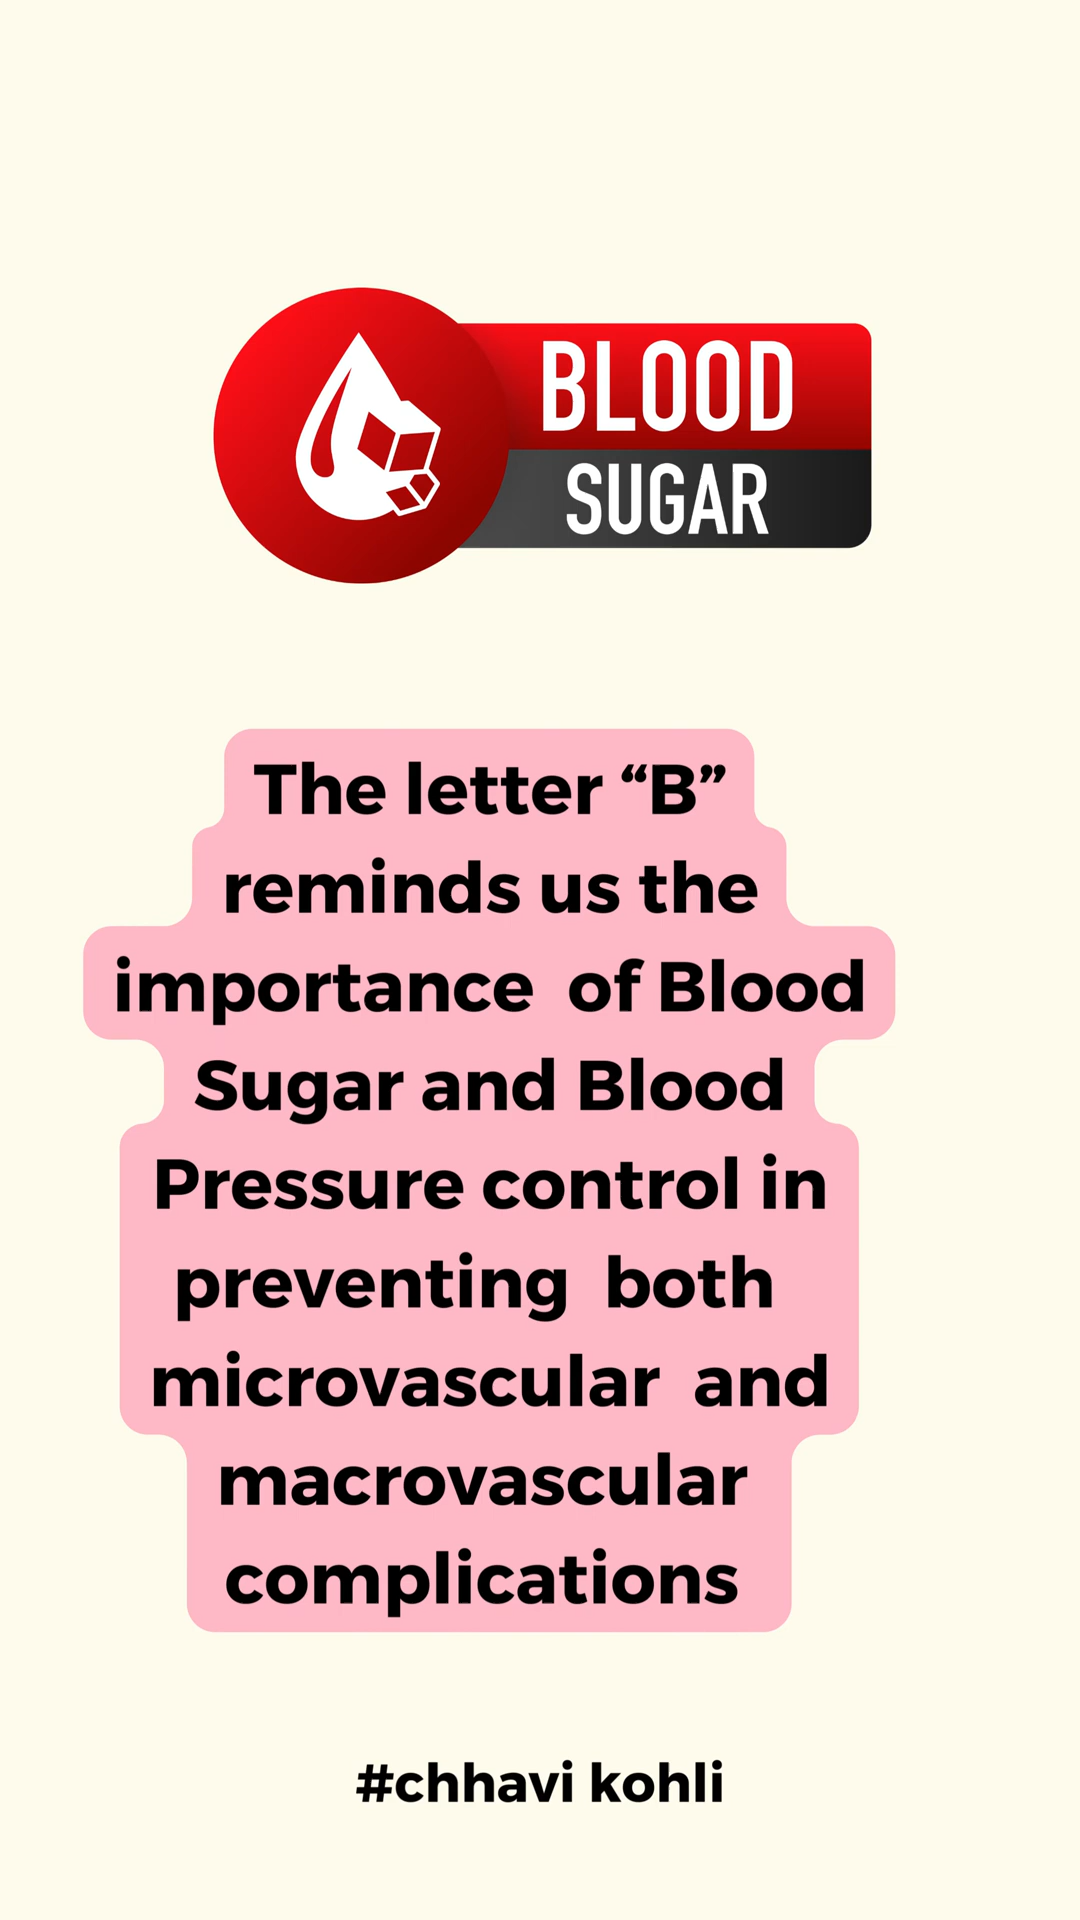 BLOOD
SUGAR
The letter “B”
reminds us the
importance  of Blood
Sugar and Blood
Pressure control in
preventing  both
microvascular  and
macrovascular
complications
#chhavi kohli